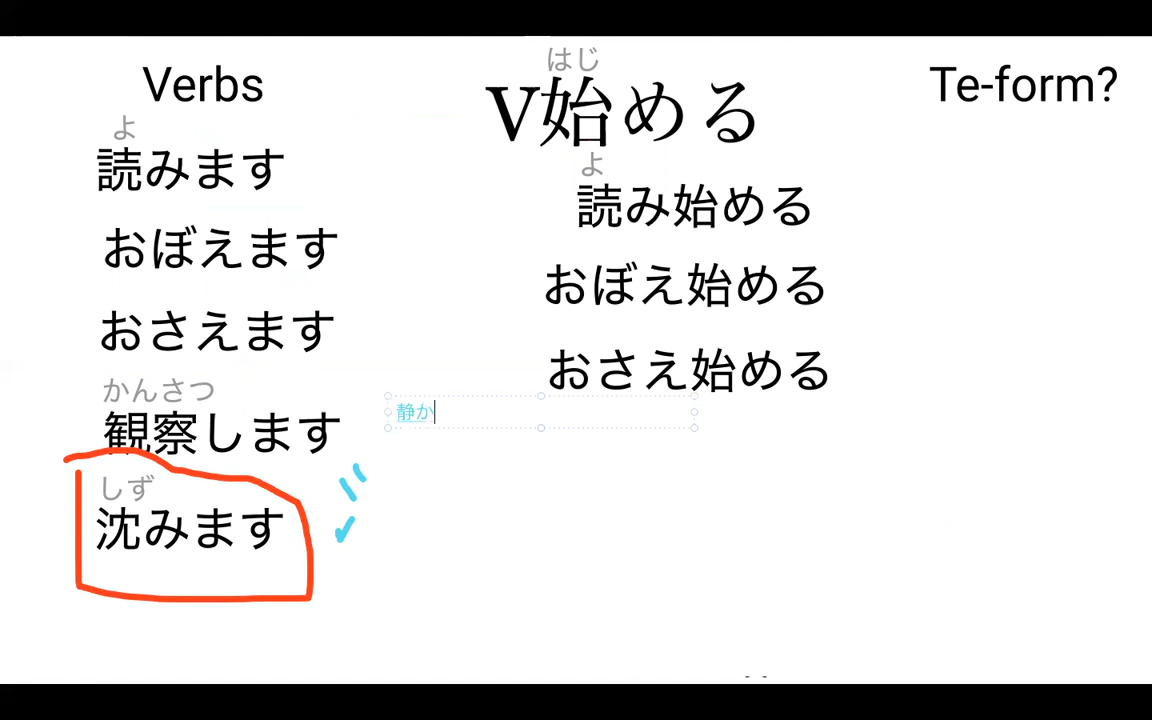 Verbs
よ
読みます
おぼえます
おさえます
かんさつ
観察します
しず
沈みます
はじ
V始める
よ
読み始める
おぼえ始める
おさえ始める
静か
Te-form?